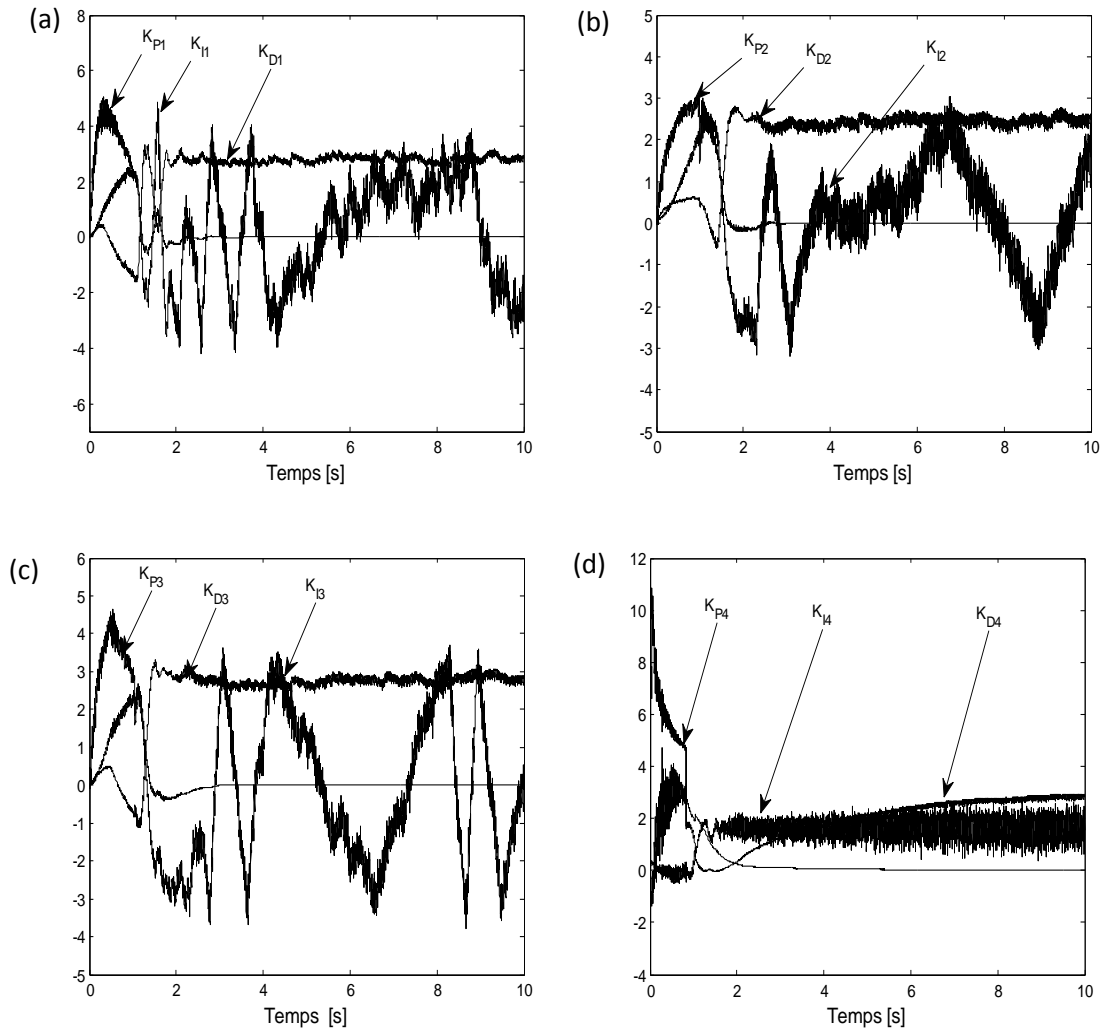 (a)
8
6
4
2
0
-2
-4
-6
K_P1
K_I1
K_D1
0 2 4 6 8 10
Temps [s]
(b)
5
4
3
2
1
0
-1
-2
-3
-4
-5
K_P2
K_D2
K_I2
0 2 4 6 8 10
Temps [s]
(c)
6
5
4
3
2
1
0
-1
-2
-3
-4
-5
K_P3
K_D3
K_I3
0 2 4 6 8 10
Temps [s]
(d)
12
10
8
6
4
2
0
-2
-4
K_P4
K_I4
K_D4
0 2 4 6 8 10
Temps [s]